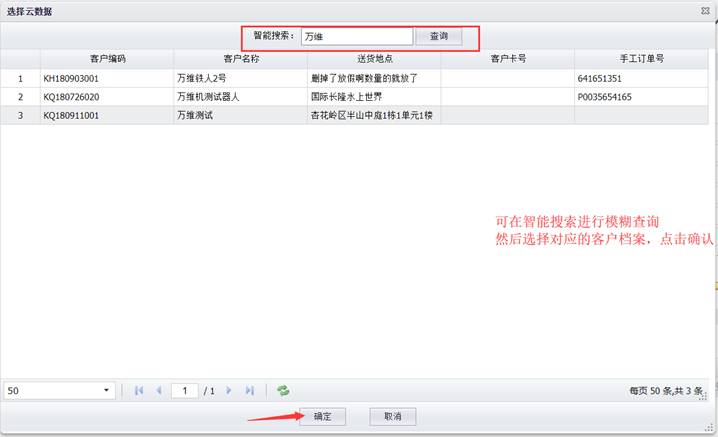 选择云数据
智能搜索： 万维 查询
客户编码 客户名称 送货地点 客户卡号 手工订单号
1 KH180903001 万维铁人2号 删掉了放假啊数量的就放了 641651351
2 KQ180726020 万维机测试器人 国际长隆水上世界 P0035654165
3 KQ180911001 万维测试 杏花岭区半山中庭1栋1单元1楼
可在智能搜索进行模糊查询
然后选择对应的客户档案，点击确认
50 1 / 1 每页 50 条,共 3 条
确定 取消